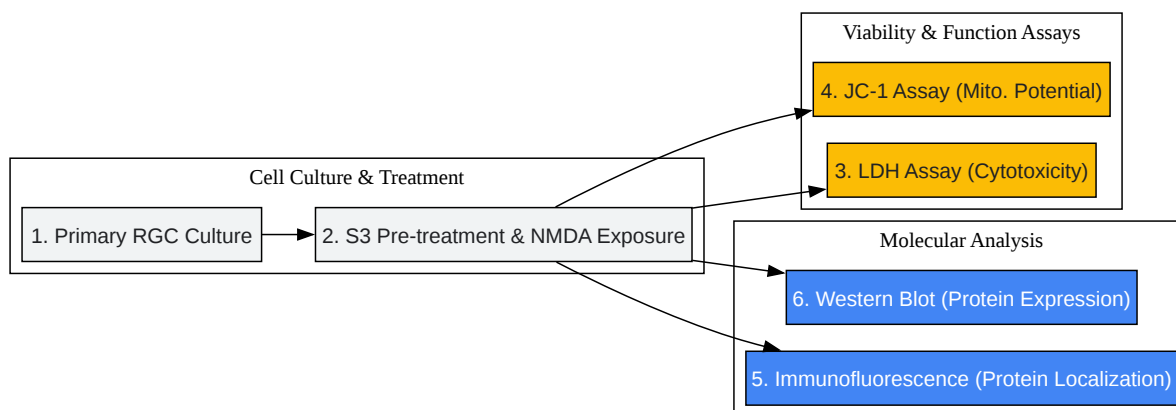 Viability & Function Assays
4. JC-1 Assay (Mito. Potential)
3. LDH Assay (Cytotoxicity)
Cell Culture & Treatment
1. Primary RGC Culture
2. S3 Pre-treatment & NMDA Exposure
Molecular Analysis
6. Western Blot (Protein Expression)
5. Immunofluorescence (Protein Localization)